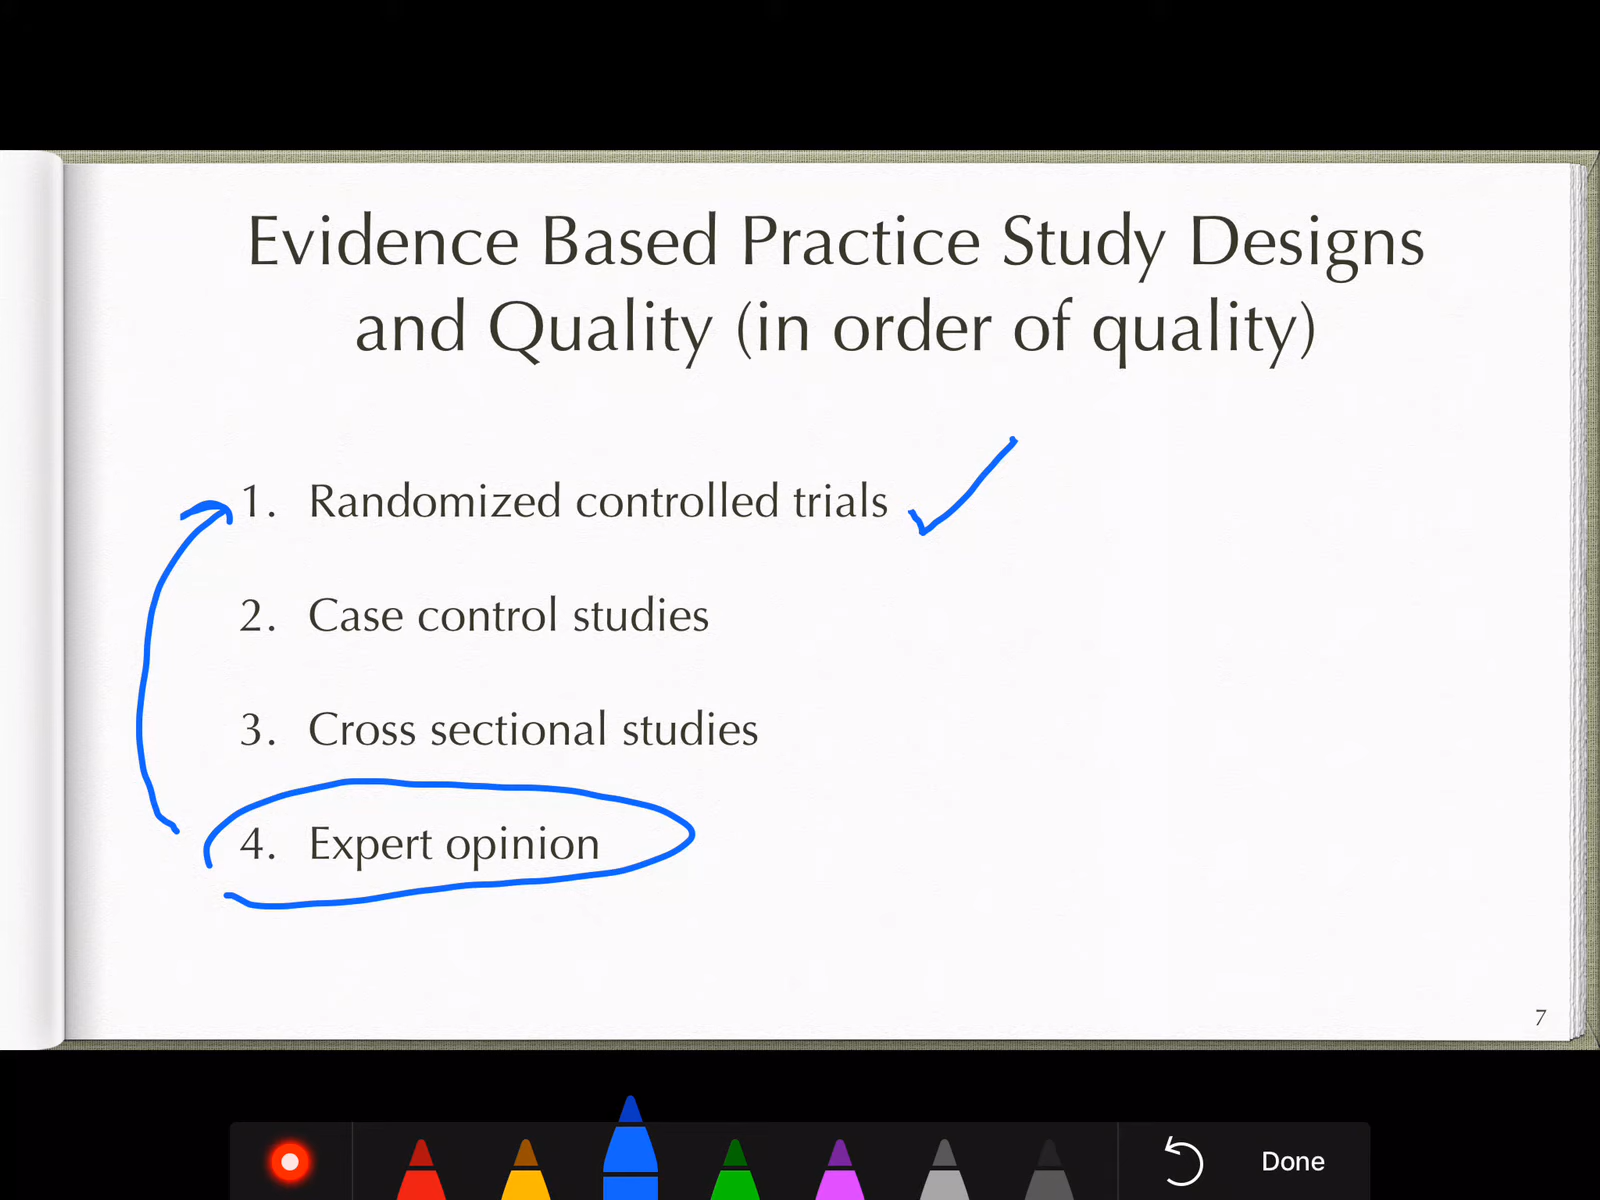 Evidence Based Practice Study Designs
and Quality (in order of quality)
1. Randomized controlled trials
2. Case control studies
3. Cross sectional studies
4. Expert opinion
7
Done